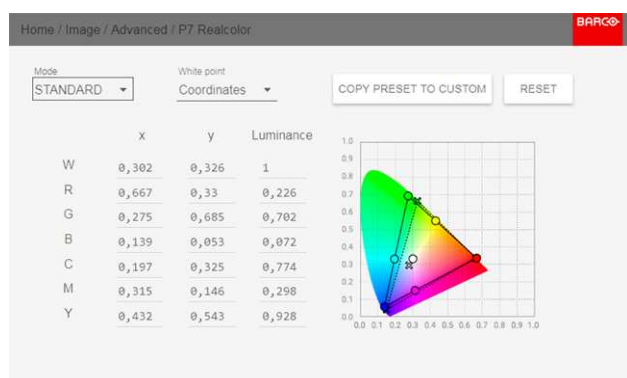 Home / Image / Advanced / P7 Realcolor
BARCO
Mode
White point
STANDARD
Coordinates
COPY PRESET TO CUSTOM
RESET
x y Luminance
W 0,302 0,326 1
R 0,667 0,33 0,226
G 0,275 0,685 0,702
B 0,139 0,053 0,072
C 0,197 0,325 0,774
M 0,315 0,146 0,298
Y 0,432 0,543 0,928
1.0
0.9
0.8
0.7
0.6
0.5
0.4
0.3
0.2
0.1
0.0
0.0 0.1 0.2 0.3 0.4 0.5 0.6 0.7 0.8 0.9 1.0